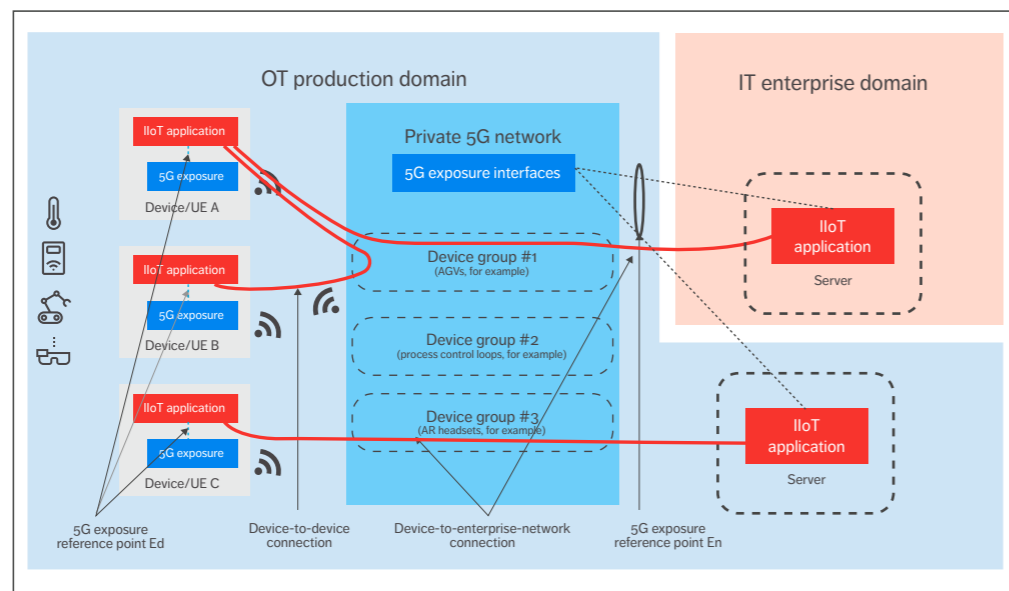 OT production domain
IT enterprise domain
IIoT application
5G exposure
Device/UE A
IIoT application
5G exposure
Device/UE B
IIoT application
5G exposure
Device/UE C
Private 5G network
5G exposure interfaces
Device group #1
(AGVs, for example)
Device group #2
(process control loops, for example)
Device group #3
(AR headsets, for example)
IIoT
application
Server
IIoT
application
Server
5G exposure
reference point Ed
Device-to-device
connection
Device-to-enterprise-network
connection
5G exposure
reference point En